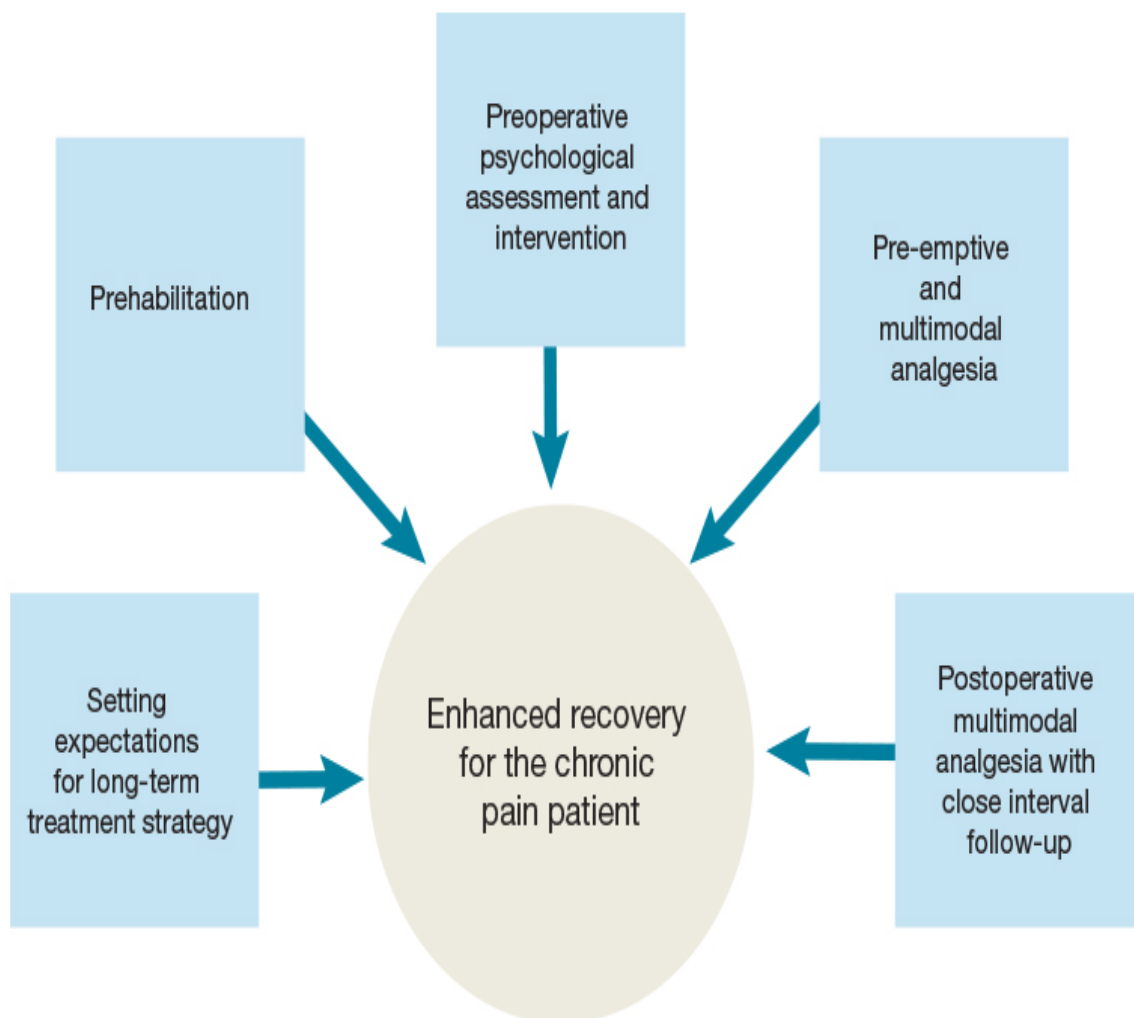 Preoperative
psychological
assessment and
intervention
Prehabilitation
Pre-emptive
and
multimodal
analgesia
Setting
expectations
for long-term
treatment strategy
Enhanced recovery
for the chronic
pain patient
Postoperative
multimodal
analgesia with
close interval
follow-up